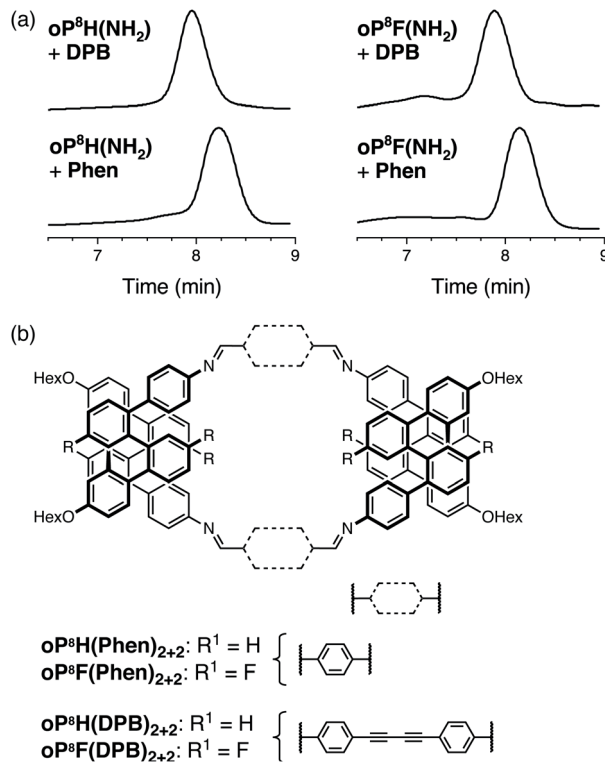 (a)
oP⁸H(NH₂)
+ DPB
oP⁸F(NH₂)
+ DPB
oP⁸H(NH₂)
+ Phen
oP⁸F(NH₂)
+ Phen
7 8 9
7 8 9
Time (min)
Time (min)
(b)
N N
HexO OHex
R R R R
R R R R
HexO OHex
N N
oP⁸H(Phen)₂₊₂: R¹ = H
oP⁸F(Phen)₂₊₂: R¹ = F
oP⁸H(DPB)₂₊₂: R¹ = H
oP⁸F(DPB)₂₊₂: R¹ = F